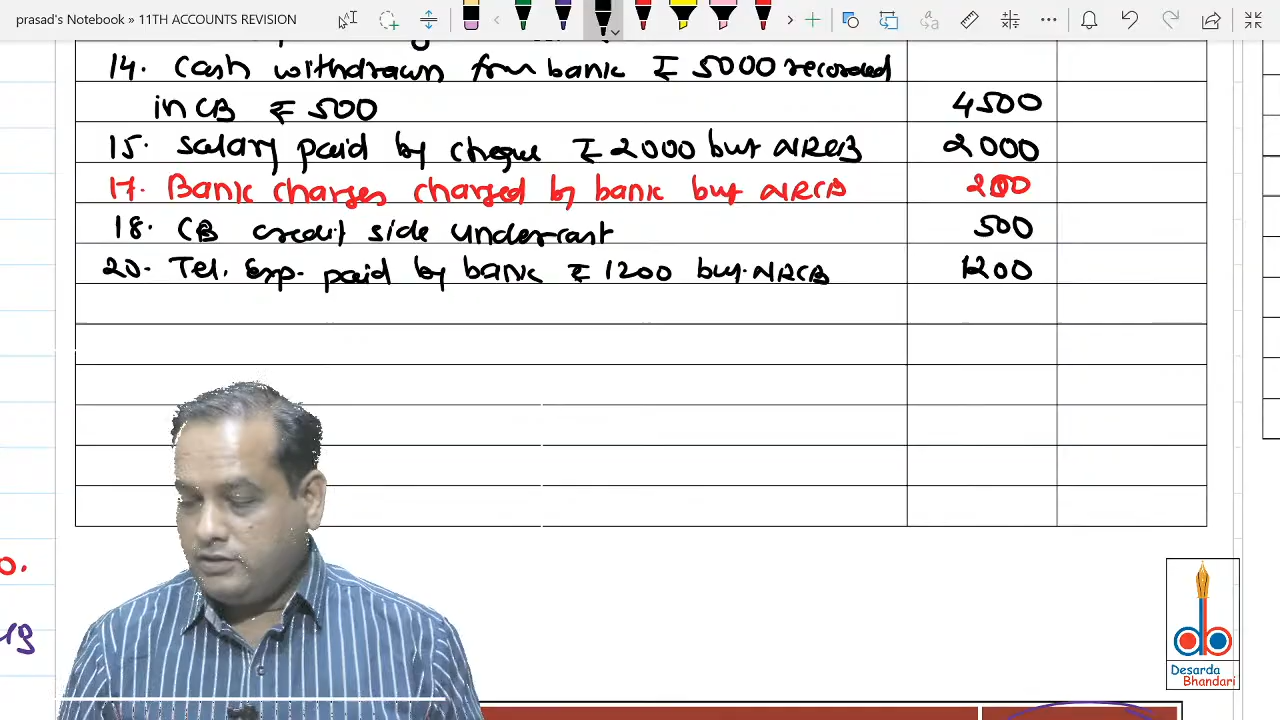 prasad's Notebook » 11TH ACCOUNTS REVISION
14. Cash withdrawn from bank ₹ 5000 recorded
in CB ₹ 500 4500
15. Salary paid by cheque ₹ 2000 but NRCB 2000
17. Bank charges charged by bank but NRCB 200
18. CB credit side undercast 500
20. Tel. Exp. paid by bank ₹ 1200 but NRCB 1200
Desarda
Bhandari